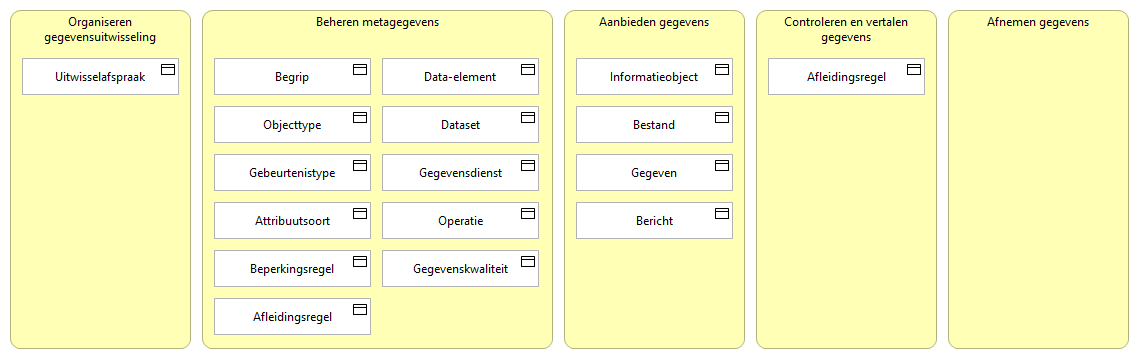 Organiseren
gegevensuitwisseling
Uitwisselafspraak
Beheren metagegevens
Begrip
Data-element
Objecttype
Dataset
Gebeurtenistype
Gegevensdienst
Attribuutsoort
Operatie
Beperkingsregel
Gegevenskwaliteit
Afleidingsregel
Aanbieden gegevens
Informatieobject
Bestand
Gegeven
Bericht
Controleren en vertalen
gegevens
Afleidingsregel
Afnemen gegevens